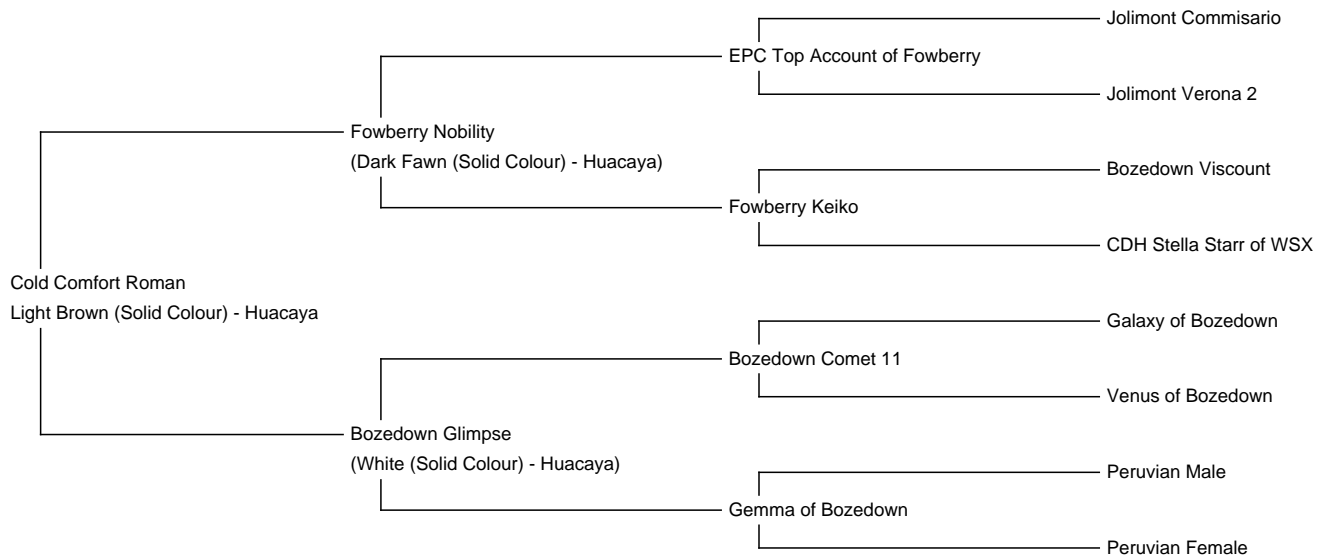 Jolimont Commisario
EPC Top Account of Fowberry
Jolimont Verona 2
Fowberry Nobility
(Dark Fawn (Solid Colour) - Huacaya)
Bozedown Viscount
Fowberry Keiko
CDH Stella Starr of WSX
Cold Comfort Roman
Light Brown (Solid Colour) - Huacaya
Galaxy of Bozedown
Bozedown Comet 11
Venus of Bozedown
Bozedown Glimpse
(White (Solid Colour) - Huacaya)
Peruvian Male
Gemma of Bozedown
Peruvian Female